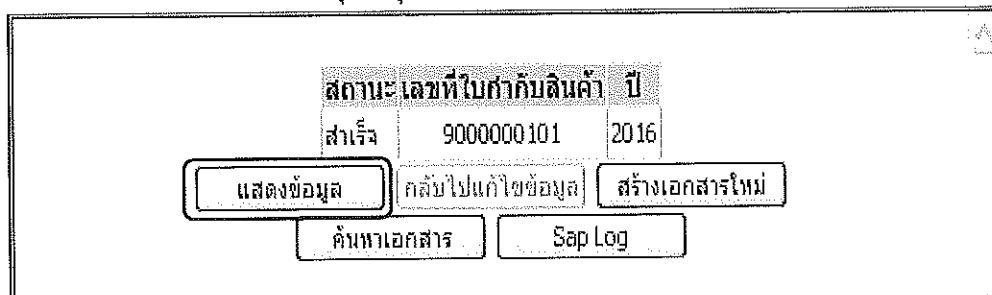 สถานะ เลขที่ใบกำกับสินค้า ปี
สำเร็จ 9000000101 2016
แสดงข้อมูล กลับไปแก้ไขข้อมูล สร้างเอกสารใหม่
ค้นหาเอกสาร Sap Log